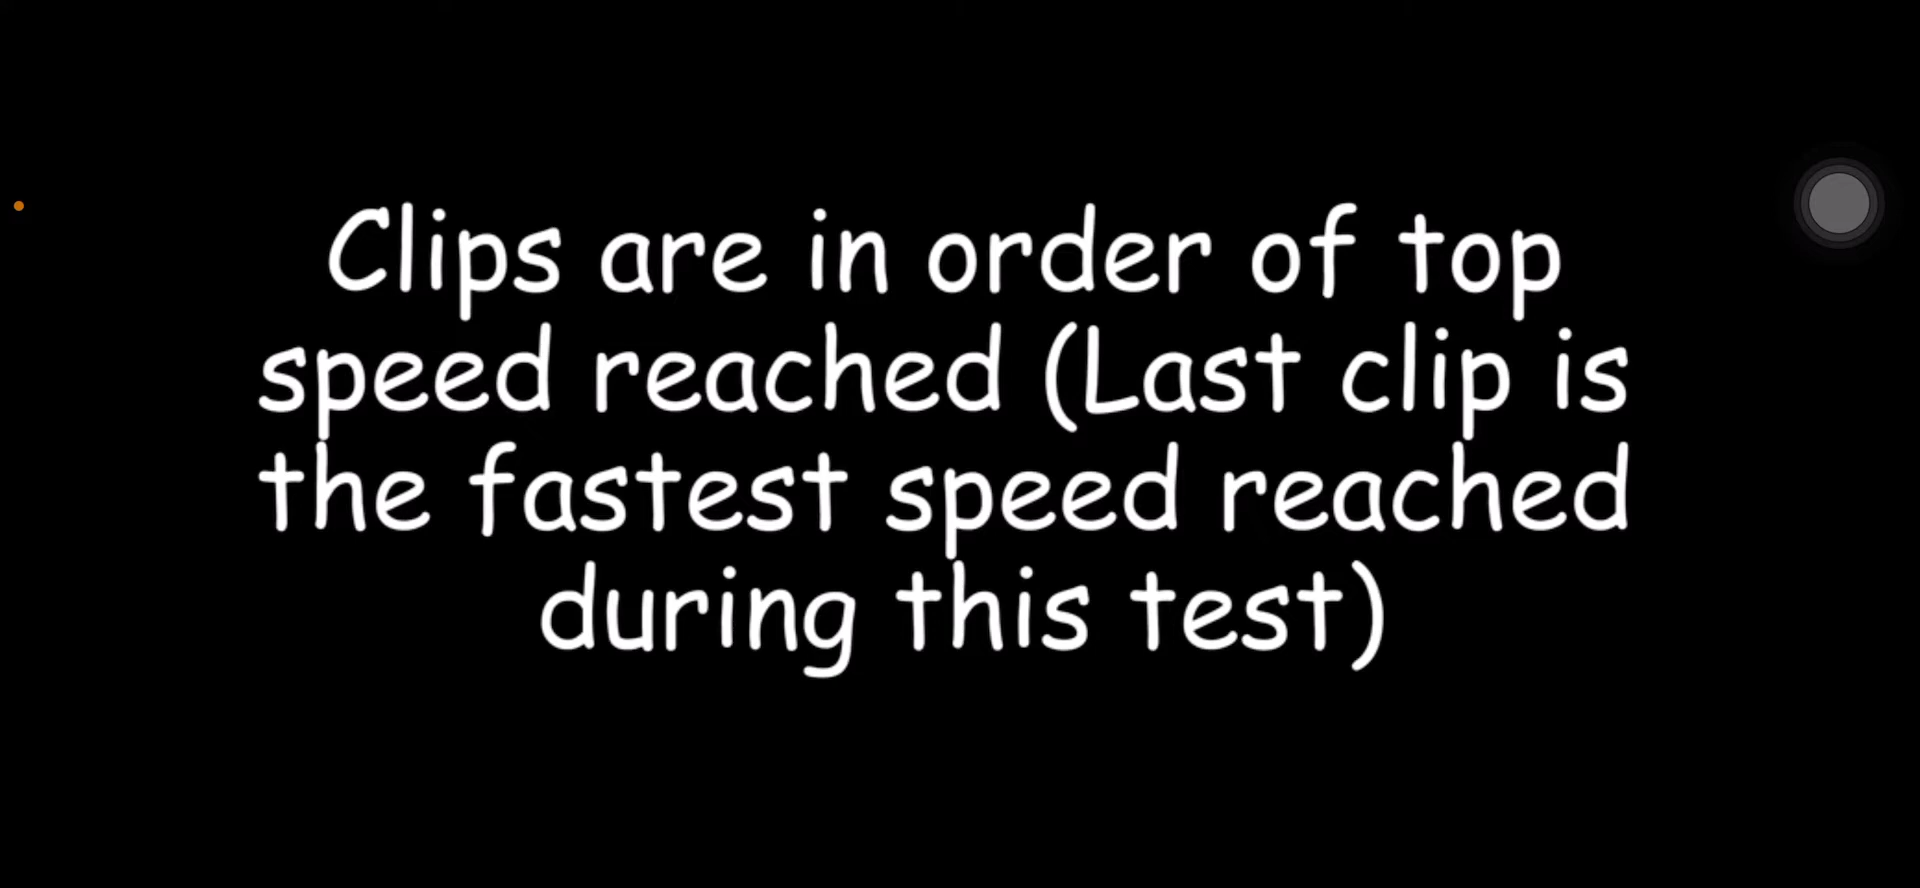 Clips are in order of top
speed reached (Last clip is
the fastest speed reached
during this test)